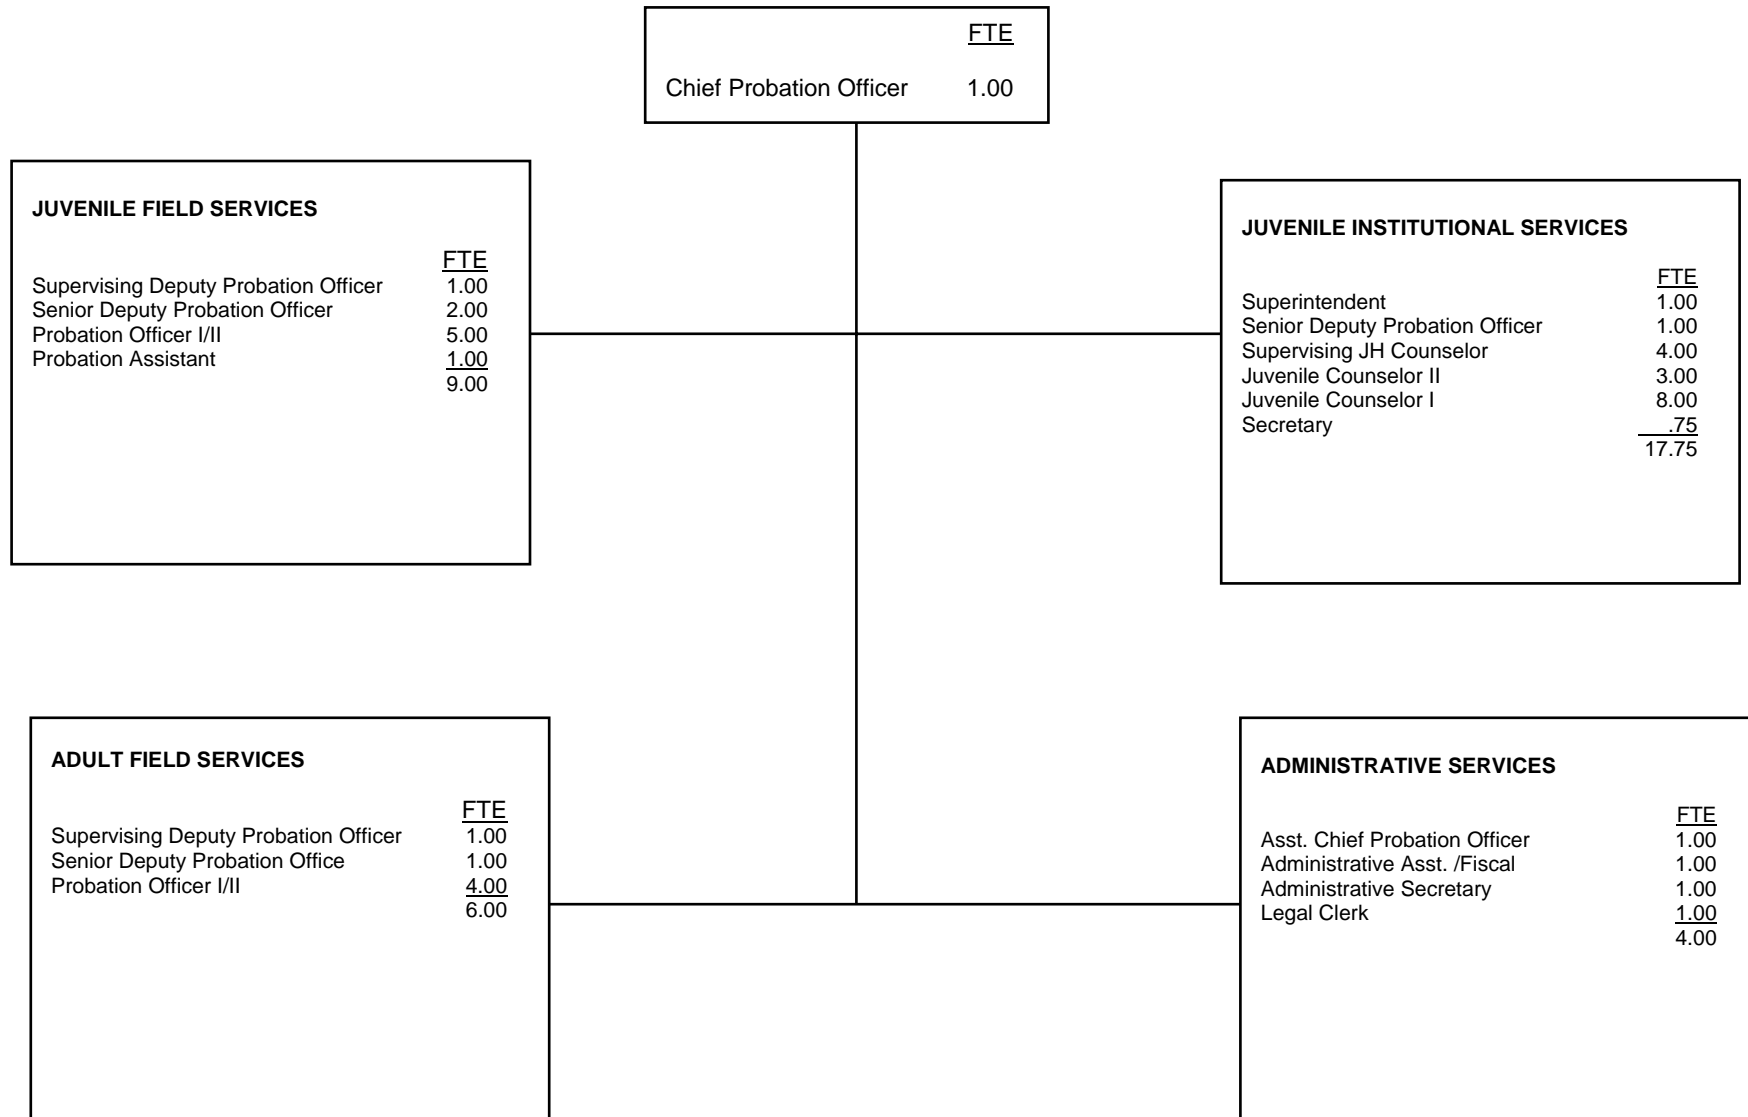 FTE
Chief Probation Officer 1.00
JUVENILE FIELD SERVICES
FTE
Supervising Deputy Probation Officer 1.00
Senior Deputy Probation Officer 2.00
Probation Officer I/II 5.00
Probation Assistant 1.00
9.00
JUVENILE INSTITUTIONAL SERVICES
FTE
Superintendent 1.00
Senior Deputy Probation Officer 1.00
Supervising JH Counselor 4.00
Juvenile Counselor II 3.00
Juvenile Counselor I 8.00
Secretary .75
17.75
ADULT FIELD SERVICES
FTE
Supervising Deputy Probation Officer 1.00
Senior Deputy Probation Office 1.00
Probation Officer I/II 4.00
6.00
ADMINISTRATIVE SERVICES
FTE
Asst. Chief Probation Officer 1.00
Administrative Asst. /Fiscal 1.00
Administrative Secretary 1.00
Legal Clerk 1.00
4.00